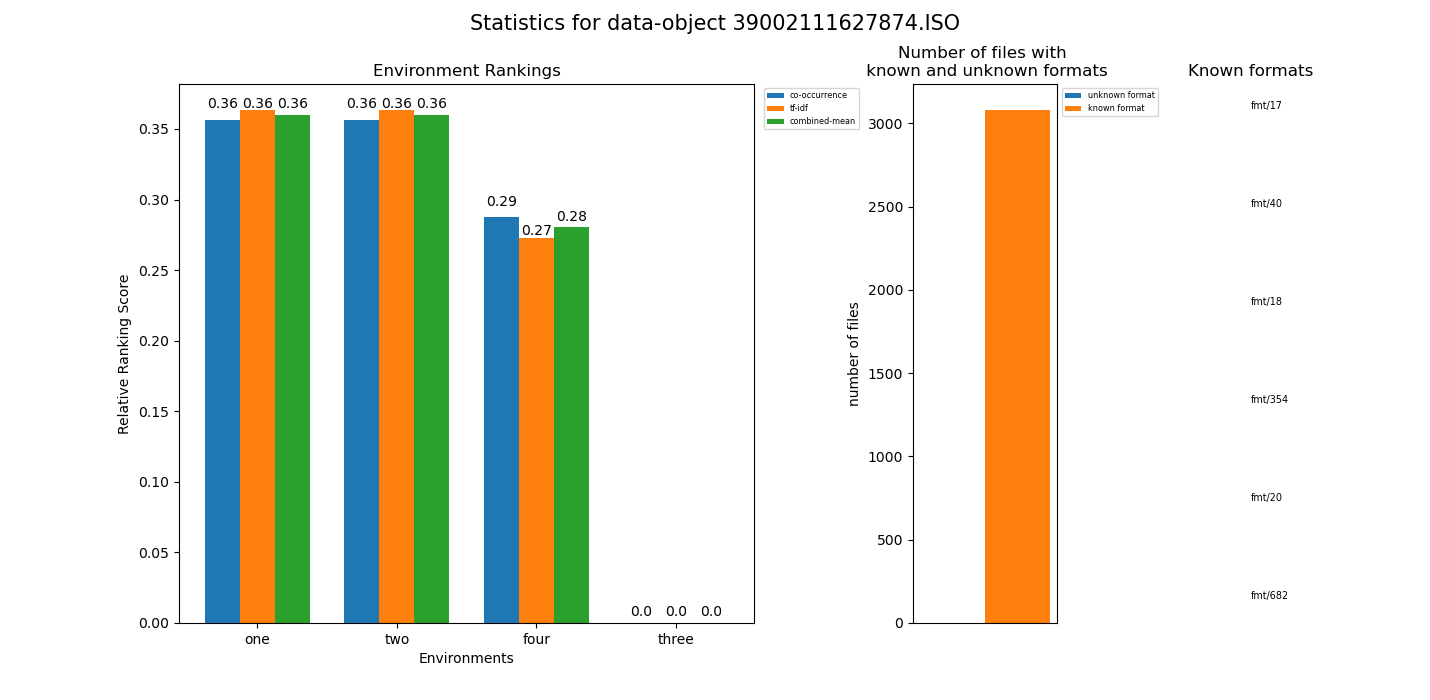 Statistics for data-object 39002111627874.ISO
Environment Rankings
0.36 0.36 0.36 0.36 0.36 0.36
0.29 0.27 0.28
0.0 0.0 0.0
Relative Ranking Score
0.35
0.30
0.25
0.20
0.15
0.10
0.05
0.00
one two four three
Environments
co-occurrence
tf-idf
combined-mean
Number of files with
known and unknown formats
number of files
3000
2500
2000
1500
1000
500
0
unknown format
known format
Known formats
fmt/17
fmt/40
fmt/18
fmt/354
fmt/20
fmt/682